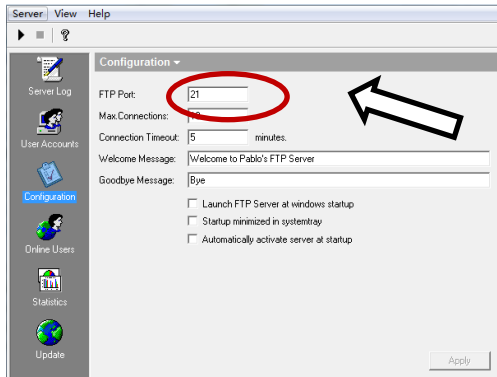 Server View Help
Configuration
Server Log
FTP Port: 21
Max.Connections:
User Accounts
Connection Timeout: 5 minutes.
Welcome Message: Welcome to Pablo's FTP Server
Goodbye Message: Bye
Configuration
Launch FTP Server at windows startup
Startup minimized in systemtray
Automatically activate server at startup
Online Users
Statistics
Update
Apply